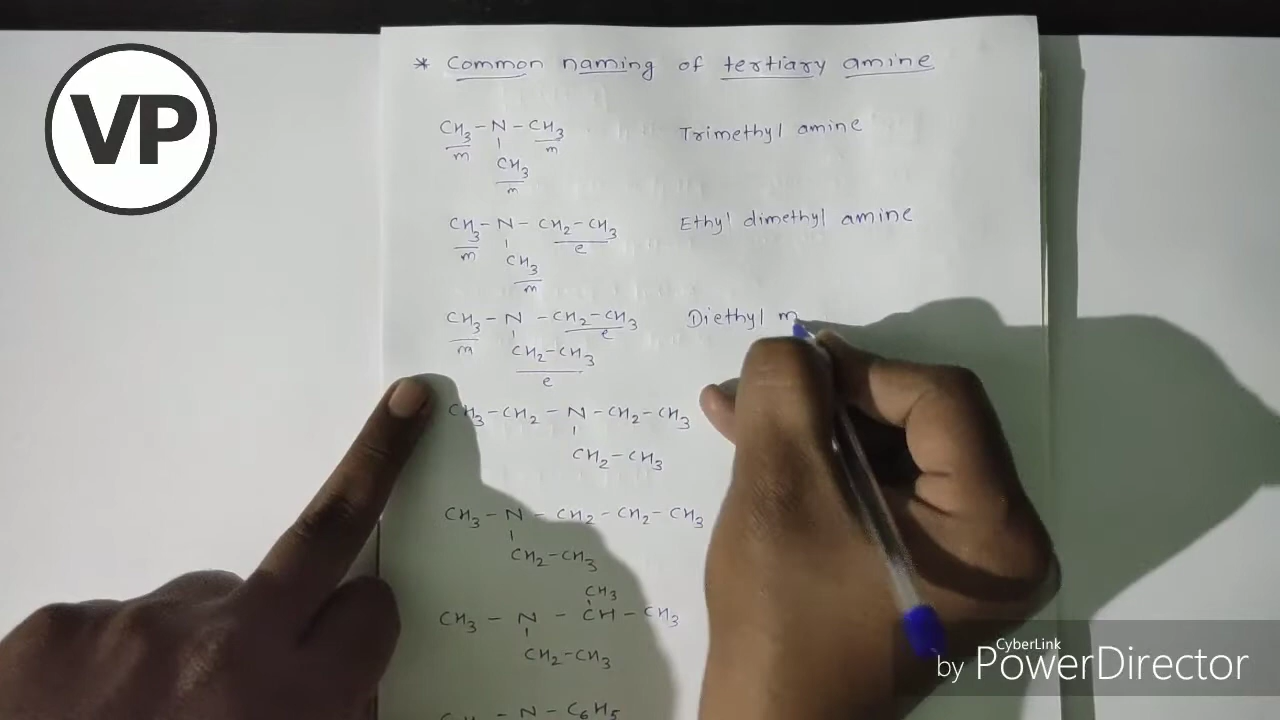 VP
* Common naming of tertiary amine
CH3 - N - CH3 Trimethyl amine
m m
CH3
m
CH3 - N - CH2 - CH3 Ethyl dimethyl amine
m e
CH3
m
CH3 - N - CH2 - CH3 Diethyl m
m e
CH2 - CH3
e
CH3 - CH2 - N - CH2 - CH3
CH2 - CH3
CH3 - N - CH2 - CH2 - CH3
CH2 - CH3
CH3
CH3 - N - CH - CH3
CH2 - CH3
- N - C6H5
CyberLink
by PowerDirector